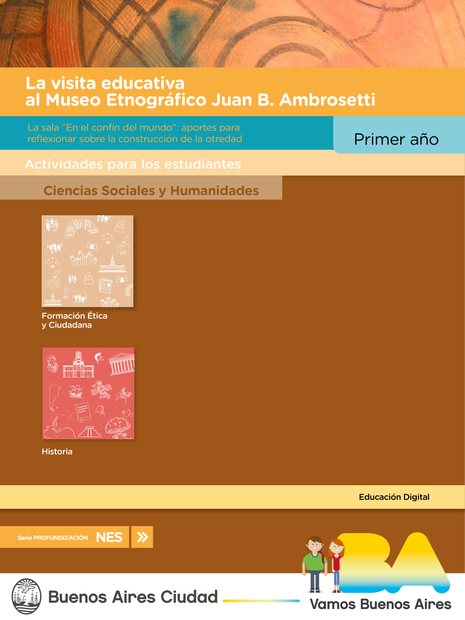 La visita educativa
al Museo Etnográfico Juan B. Ambrosetti
La sala “En el confín del mundo”: aportes para
reflexionar sobre la construcción de la otredad
Primer año
Actividades para los estudiantes
Ciencias Sociales y Humanidades
Formación Ética
y Ciudadana
Historia
Educación Digital
Serie PROFUNDIZACIÓN NES
Buenos Aires Ciudad
BA
Vamos Buenos Aires